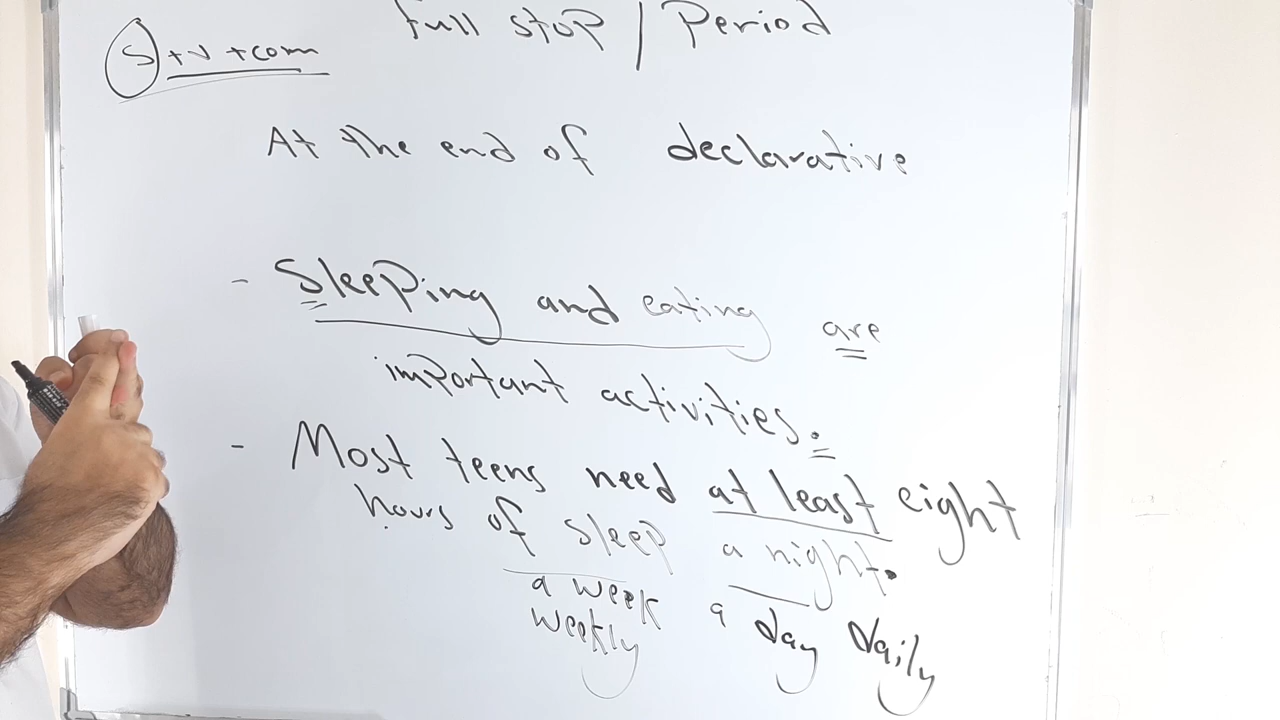 full stop / Period
S + v + com
At the end of declarative
- Sleeping and eating are
important activities.
- Most teens need at least eight
hours of sleep a night.
a week a day daily
weekly